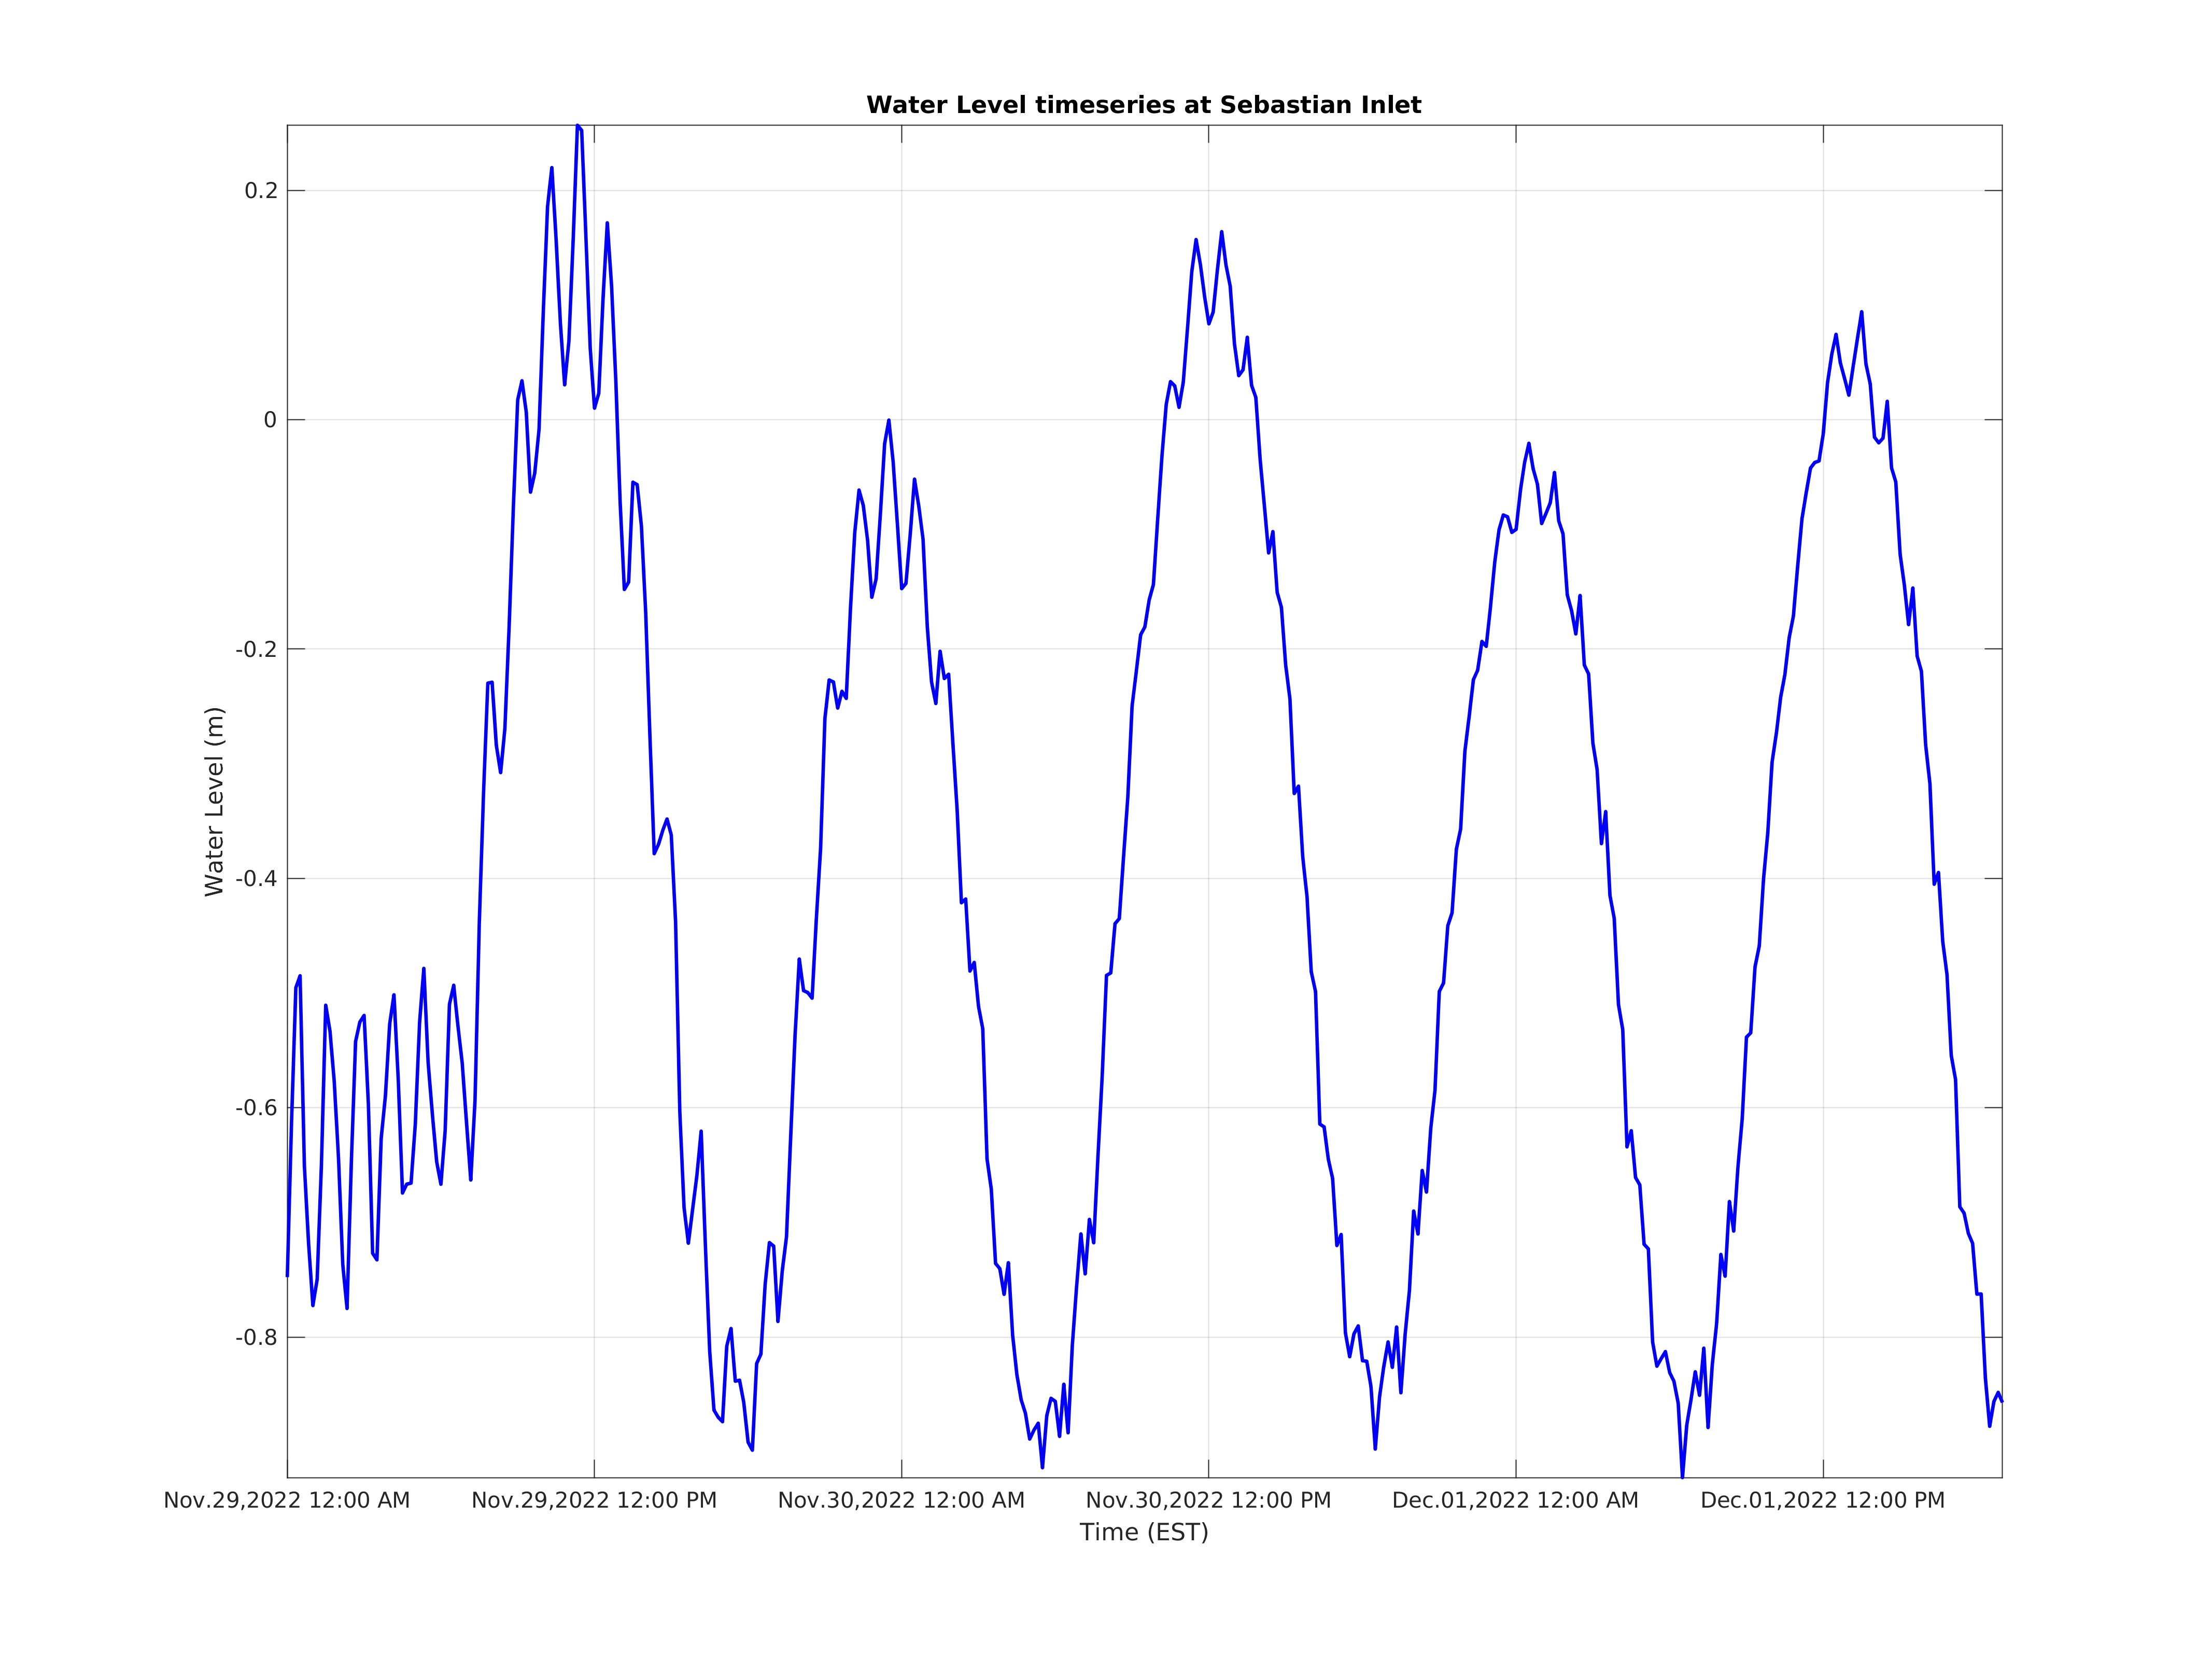 Water Level timeseries at Sebastian Inlet
0.2
0
-0.2
-0.4
-0.6
-0.8
Water Level (m)
Nov.29,2022 12:00 AM
Nov.29,2022 12:00 PM
Nov.30,2022 12:00 AM
Nov.30,2022 12:00 PM
Dec.01,2022 12:00 AM
Dec.01,2022 12:00 PM
Time (EST)